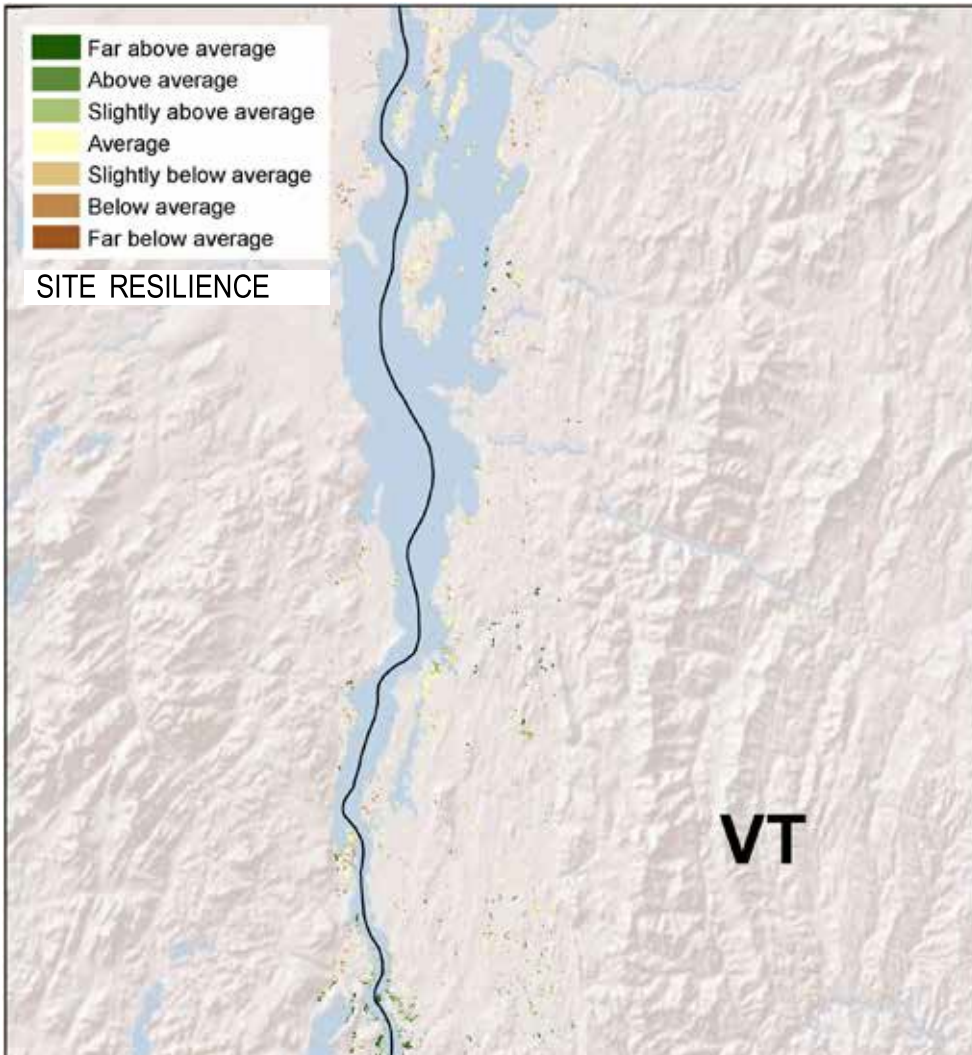 Far above average
Above average
Slightly above average
Average
Slightly below average
Below average
Far below average
SITE RESILIENCE
VT